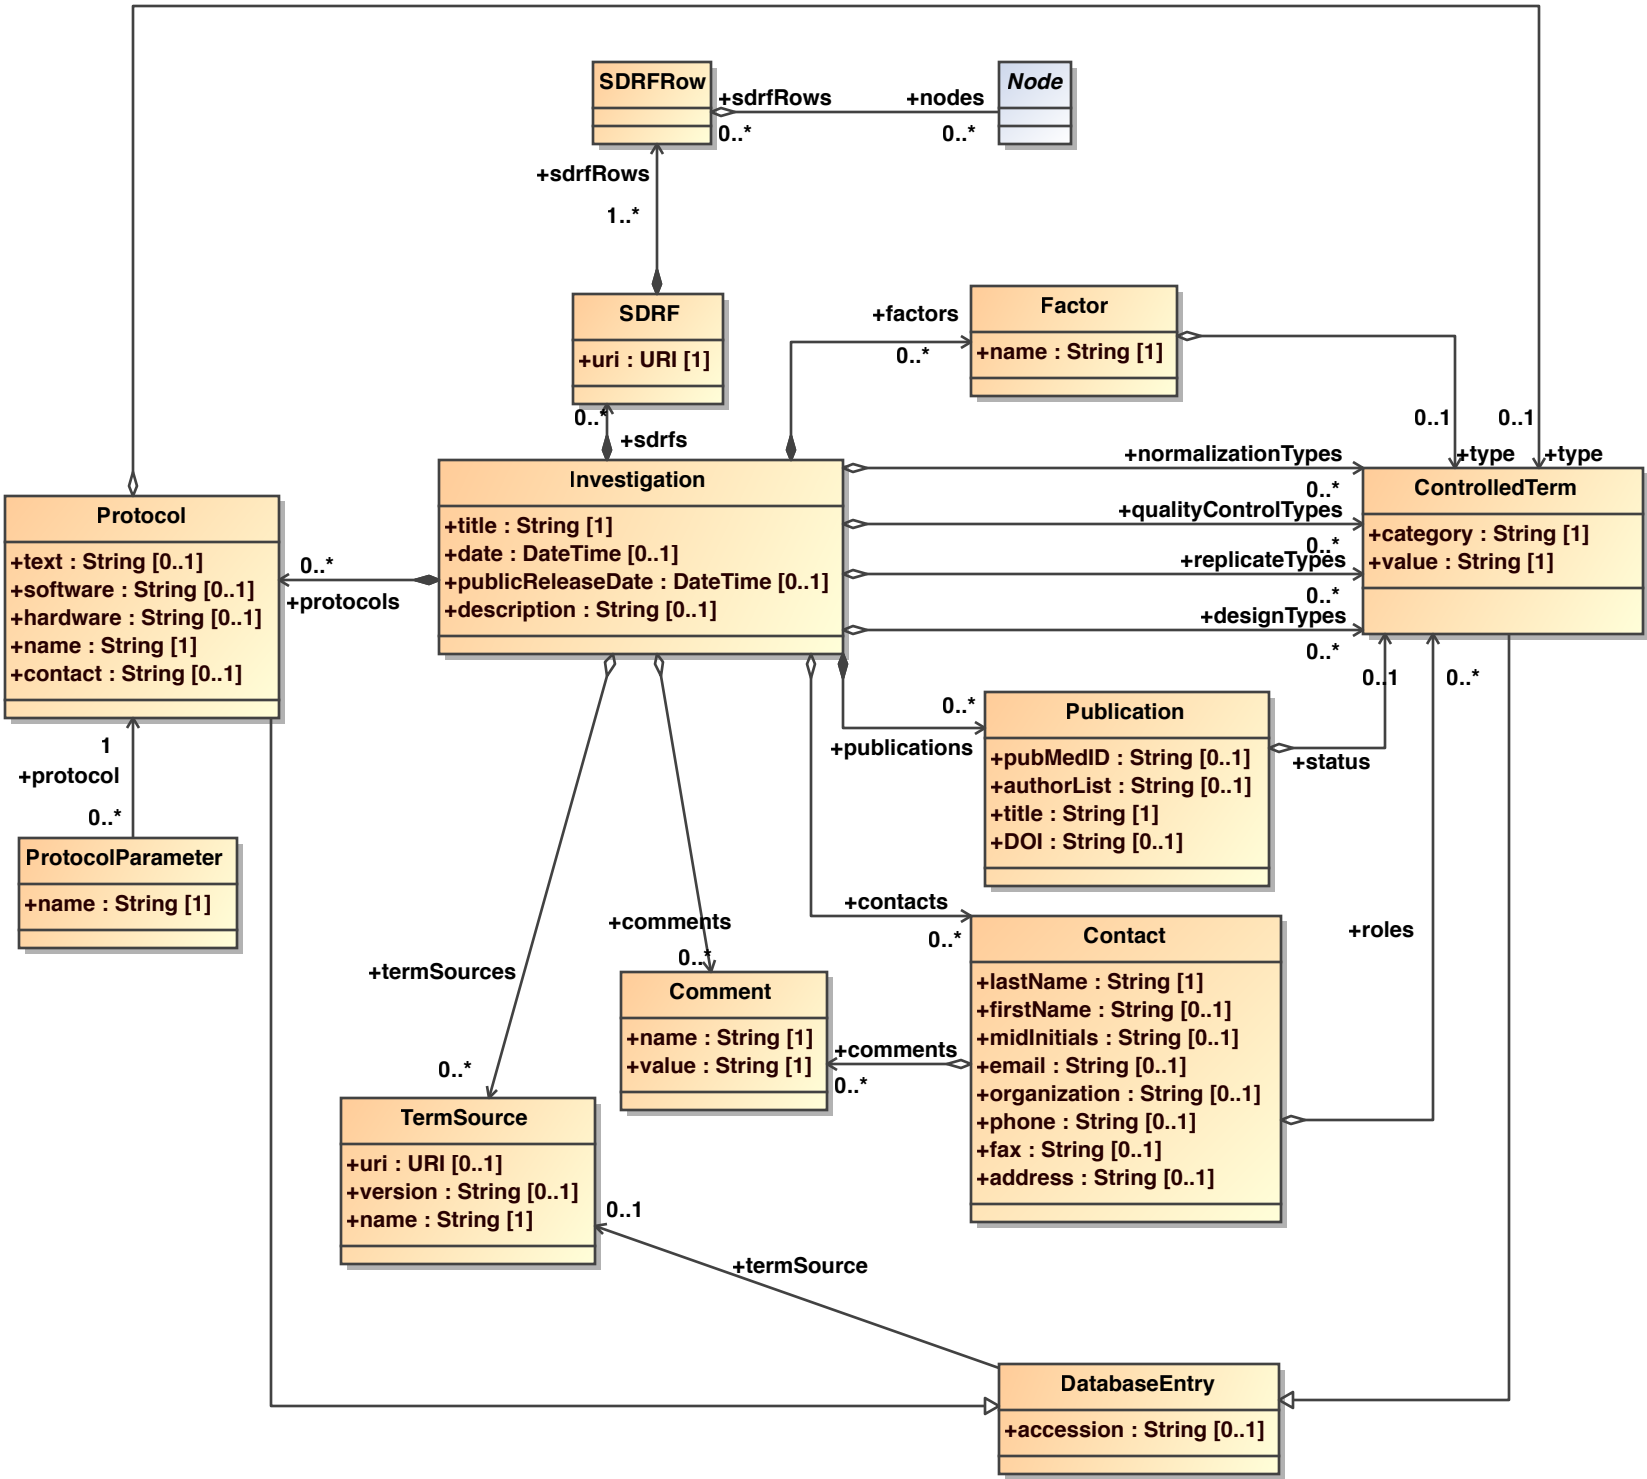 SDRFRow
Node
+sdrfRows
+nodes
0..*
0..*
+sdrfRows
1..*
SDRF
+uri : URI [1]
0..*
+sdrfs
+factors
0..*
Factor
+name : String [1]
0..1
0..1
+type
+type
Investigation
+title : String [1]
+date : DateTime [0..1]
+publicReleaseDate : DateTime [0..1]
+description : String [0..1]
+normalizationTypes
0..*
+qualityControlTypes
0..*
+replicateTypes
0..*
+designTypes
0..*
ControlledTerm
+category : String [1]
+value : String [1]
Protocol
+text : String [0..1]
+software : String [0..1]
+hardware : String [0..1]
+name : String [1]
+contact : String [0..1]
0..*
+protocols
1
+protocol
0..*
ProtocolParameter
+name : String [1]
0..*
+publications
Publication
+pubMedID : String [0..1]
+authorList : String [0..1]
+title : String [1]
+DOI : String [0..1]
0..1
0..*
+status
+contacts
0..*
+roles
Contact
+lastName : String [1]
+firstName : String [0..1]
+midInitials : String [0..1]
+email : String [0..1]
+organization : String [0..1]
+phone : String [0..1]
+fax : String [0..1]
+address : String [0..1]
+comments
0..*
Comment
+name : String [1]
+value : String [1]
+comments
0..*
+termSources
0..*
TermSource
+uri : URI [0..1]
+version : String [0..1]
+name : String [1]
0..1
+termSource
DatabaseEntry
+accession : String [0..1]